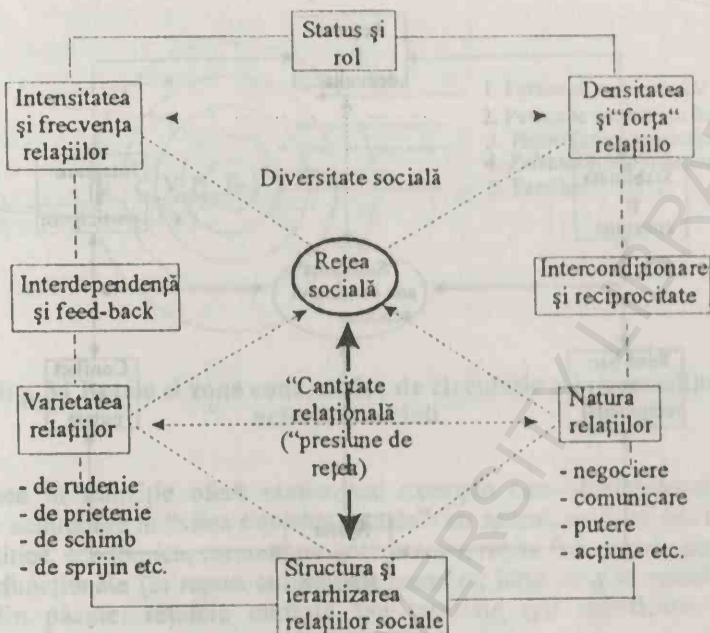 Status şi
rol
Intensitatea
şi frecvenţa
relaţiilor
Densitatea
şi“forţa“
relaţiilo
Diversitate socială
Reţea
socială
Interdependenţă
şi feed-back
Intercondiţionare
şi reciprocitate
Varietatea
relaţiilor
“Cantitate
relaţională
(“presiune de
reţea)
Natura
relaţiilor
- de rudenie
- de prietenie
- de schimb
- de sprijin etc.
- negociere
- comunicare
- putere
- acţiune etc.
Structura şi
ierarhizarea
relaţiilor sociale